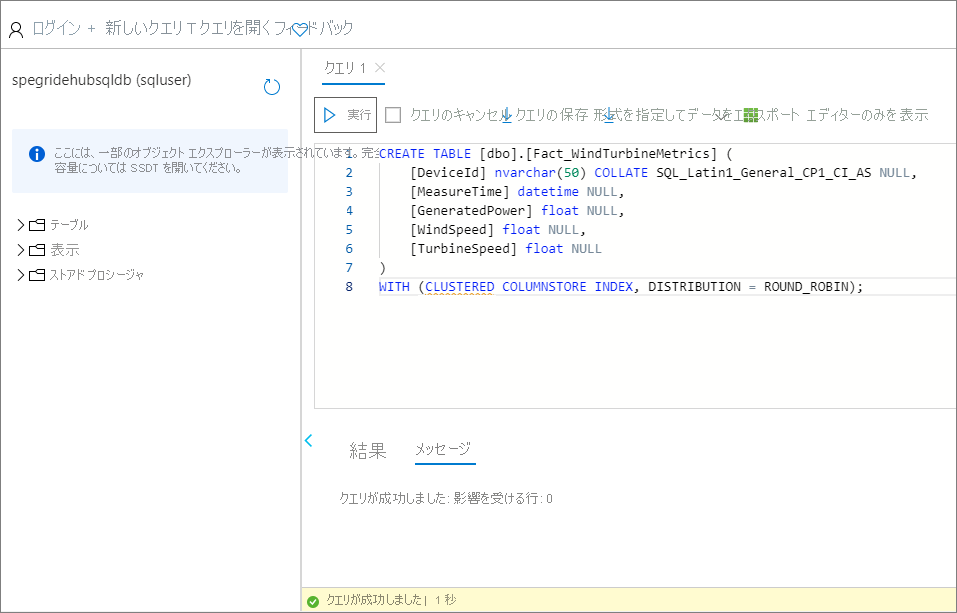 ログイン + 新しいクエリ Tクエリを開く フィードバック
spegridehubsqldb (sqluser)
ここには、一部のオブジェクト エクスプローラーが表示されています。完全
容量については SSDT を開いてください。
テーブル
表示
ストアド プロシージャ
クエリ 1
実行 クエリのキャンセル クエリの保存 形式を指定してデータをエクスポート エディターのみを表示
1 CREATE TABLE [dbo].[Fact_WindTurbineMetrics] (
2 [DeviceId] nvarchar(50) COLLATE SQL_Latin1_General_CP1_CI_AS NULL,
3 [MeasureTime] datetime NULL,
4 [GeneratedPower] float NULL,
5 [WindSpeed] float NULL,
6 [TurbineSpeed] float NULL
7 )
8 WITH (CLUSTERED COLUMNSTORE INDEX, DISTRIBUTION = ROUND_ROBIN);
結果 メッセージ
クエリが成功しました: 影響を受ける行: 0
クエリが成功しました | 1 秒